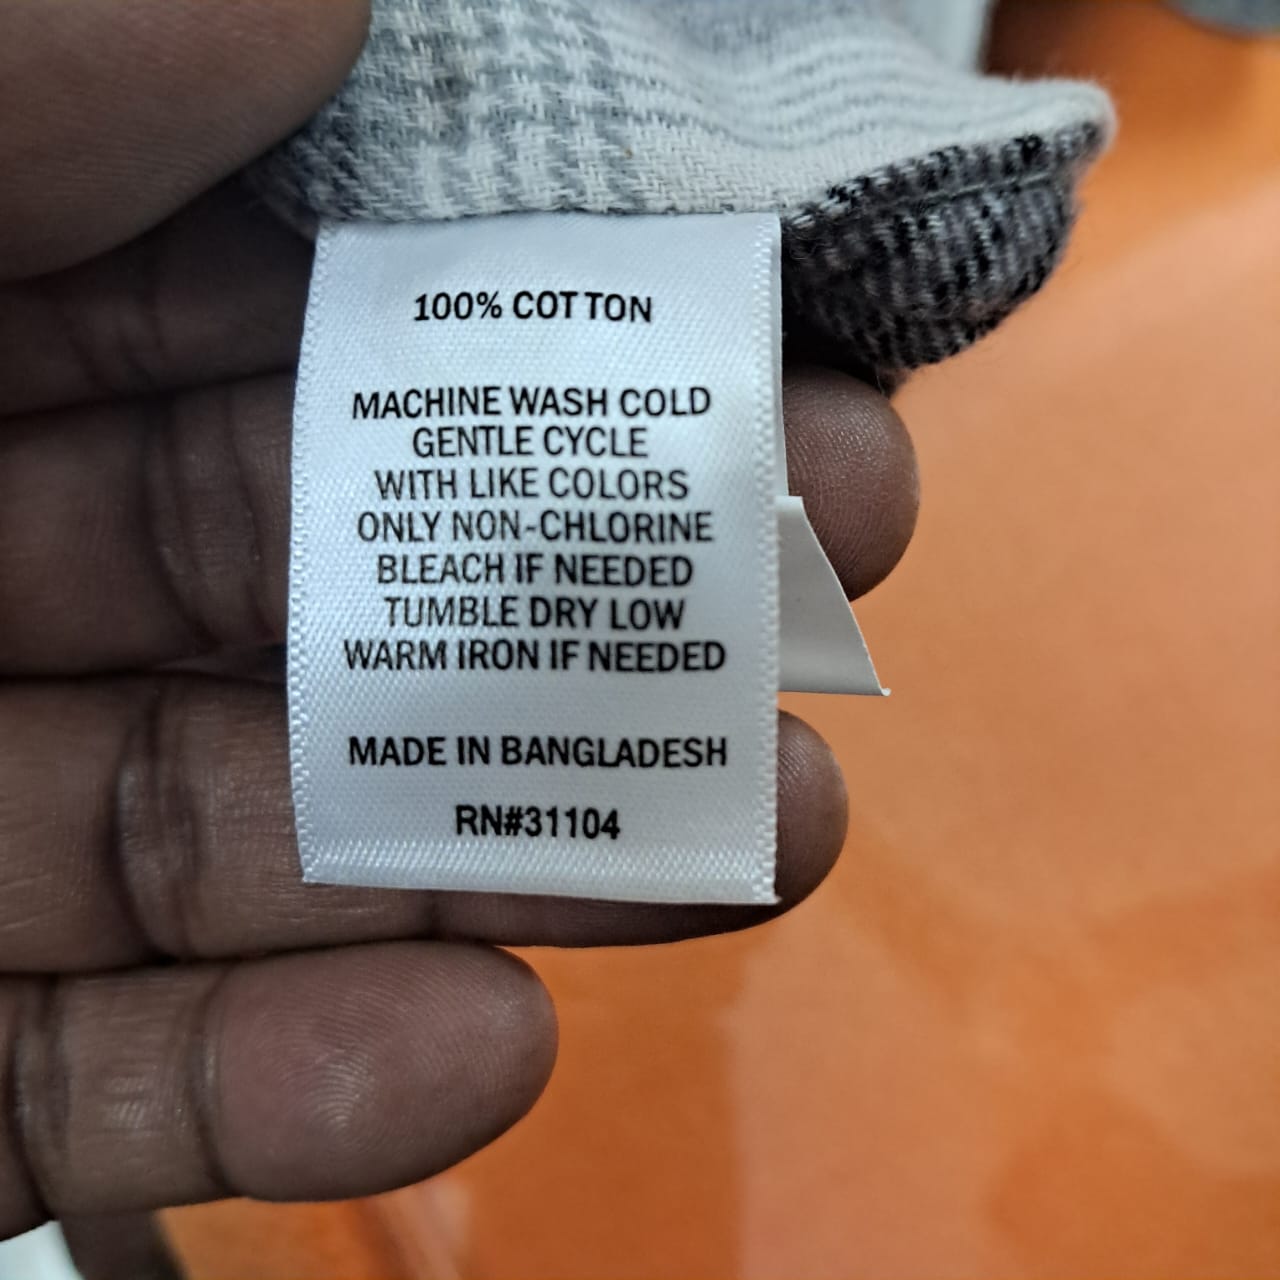 100% COTTON
MACHINE WASH COLD
GENTLE CYCLE
WITH LIKE COLORS
ONLY NON-CHLORINE
BLEACH IF NEEDED
TUMBLE DRY LOW
WARM IRON IF NEEDED
MADE IN BANGLADESH
RN#31104